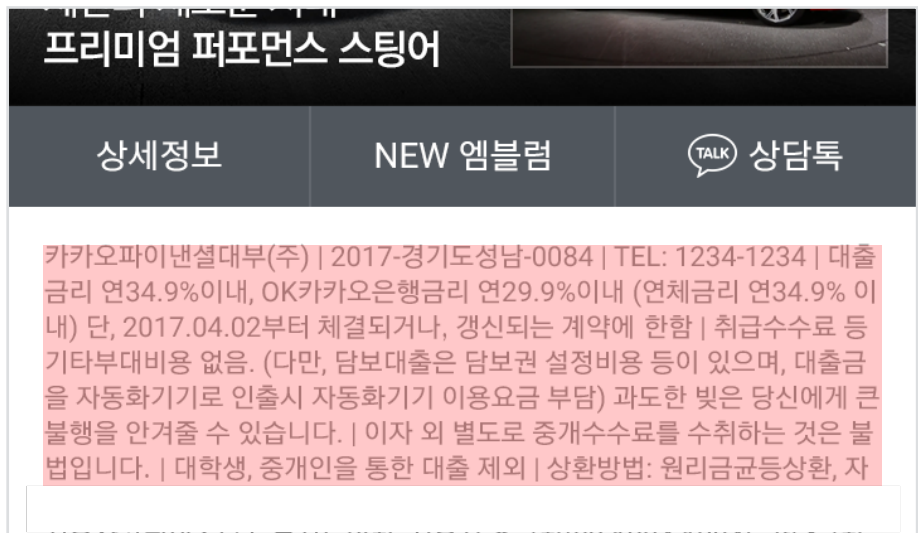 프리미엄 퍼포먼스 스팅어
상세정보
NEW 엠블럼
TALK 상담톡
카카오파이낸셜대부(주) | 2017-경기도성남-0084 | TEL: 1234-1234 | 대출
금리 연34.9%이내, OK카카오은행금리 연29.9%이내 (연체금리 연34.9% 이
내) 단, 2017.04.02부터 체결되거나, 갱신되는 계약에 한함 | 취급수수료 등
기타부대비용 없음. (다만, 담보대출은 담보권 설정비용 등이 있으며, 대출금
을 자동화기기로 인출시 자동화기기 이용요금 부담) 과도한 빚은 당신에게 큰
불행을 안겨줄 수 있습니다. | 이자 외 별도로 중개수수료를 수취하는 것은 불
법입니다. | 대학생, 중개인을 통한 대출 제외 | 상환방법: 원리금균등상환, 자